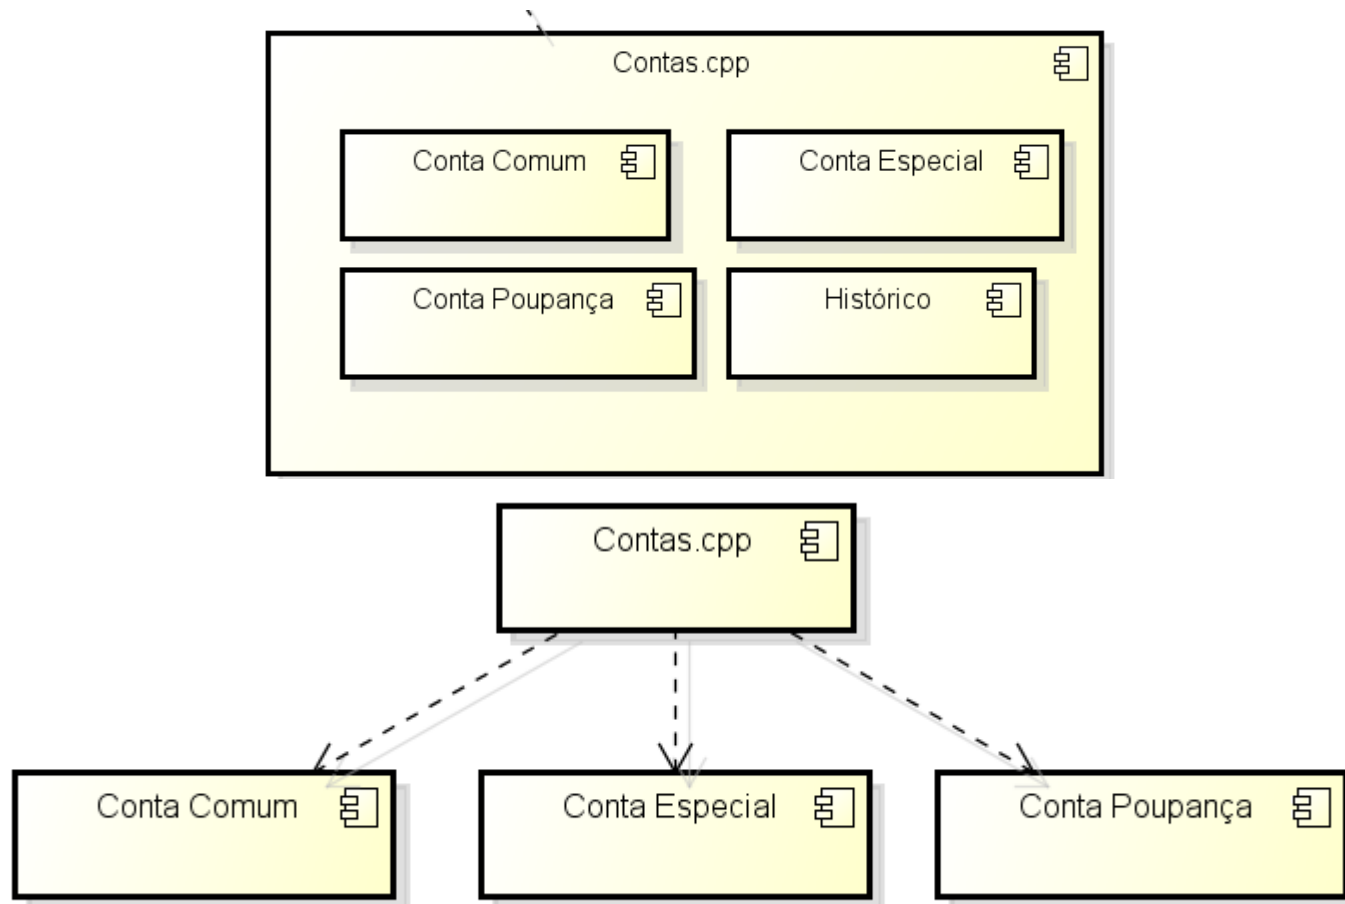 Contas.cpp
Conta Comum
Conta Especial
Conta Poupança
Histórico
Contas.cpp
Conta Comum
Conta Especial
Conta Poupança